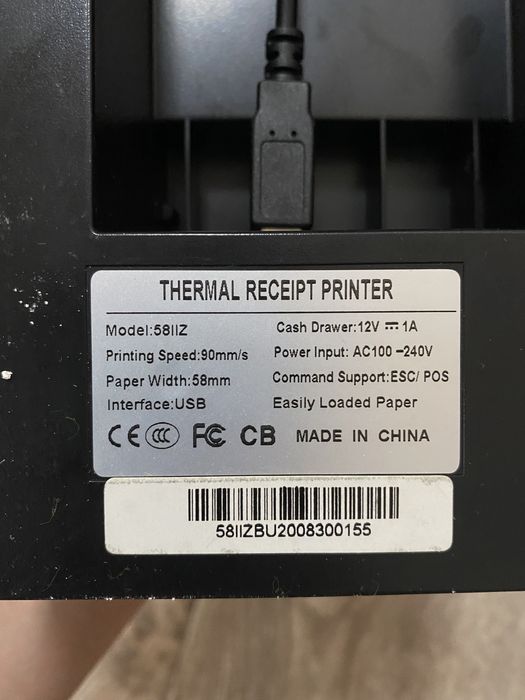 THERMAL RECEIPT PRINTER
Model:58IIZ
Cash Drawer:12V ⎓ 1A
Printing Speed:90mm/s
Power Input: AC100 –240V
Paper Width:58mm
Command Support:ESC/ POS
Interface:USB
Easily Loaded Paper
CE CCC FC CB MADE IN CHINA
58IIZBU2008300155